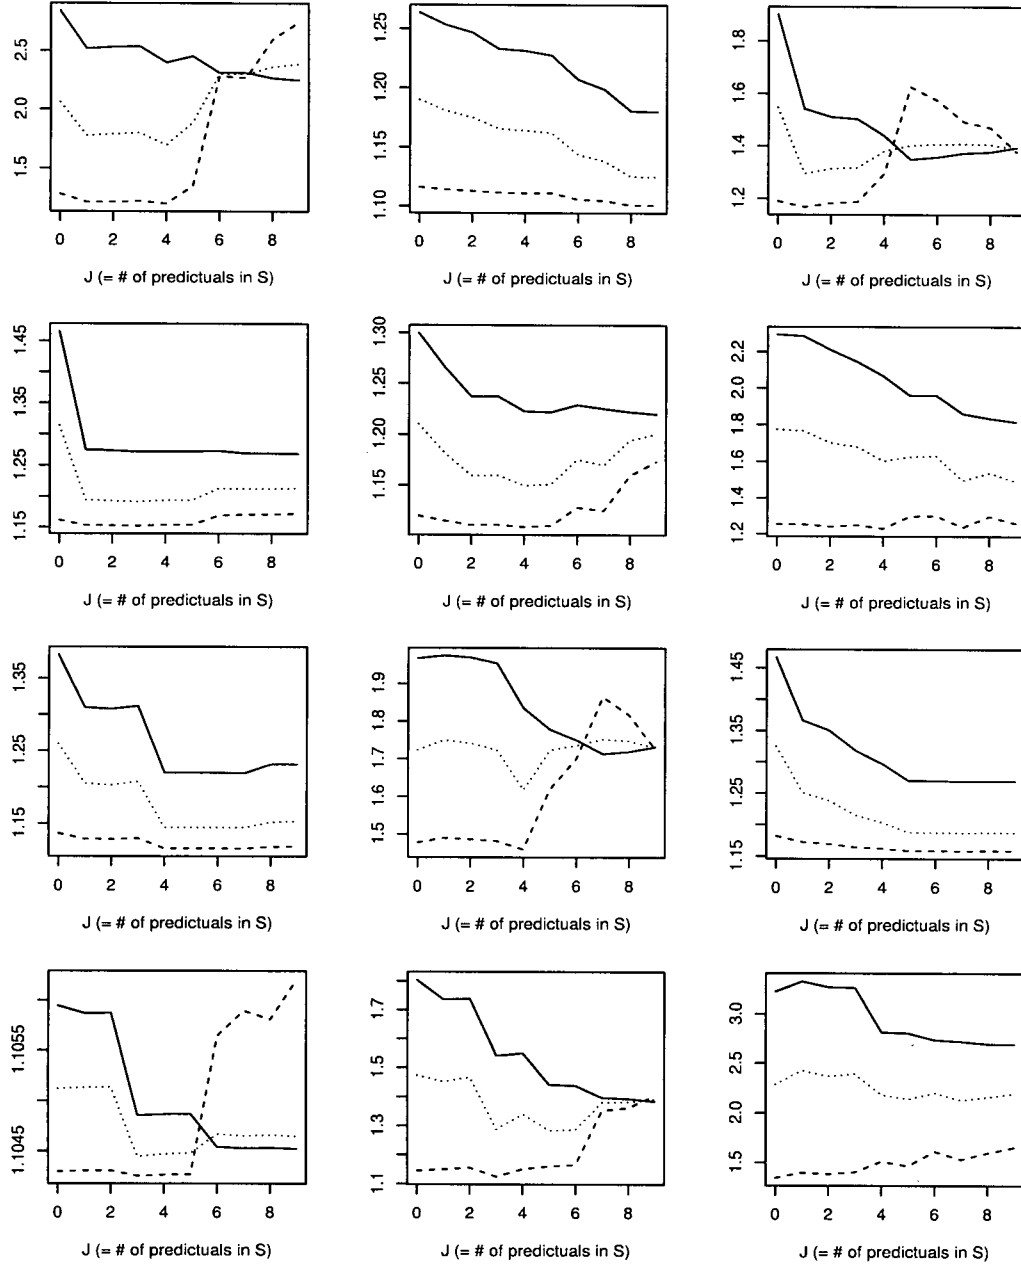 2.5
2.0
1.5
0 2 4 6 8
J (= # of predictuals in S)
1.25
1.20
1.15
1.10
0 2 4 6 8
J (= # of predictuals in S)
1.8
1.6
1.4
1.2
0 2 4 6 8
J (= # of predictuals in S)
1.45
1.35
1.25
1.15
0 2 4 6 8
J (= # of predictuals in S)
1.30
1.25
1.20
1.15
0 2 4 6 8
J (= # of predictuals in S)
2.2
2.0
1.8
1.6
1.4
1.2
0 2 4 6 8
J (= # of predictuals in S)
1.35
1.25
1.15
0 2 4 6 8
J (= # of predictuals in S)
1.9
1.8
1.7
1.6
1.5
0 2 4 6 8
J (= # of predictuals in S)
1.45
1.35
1.25
1.15
0 2 4 6 8
J (= # of predictuals in S)
1.1055
1.1045
0 2 4 6 8
J (= # of predictuals in S)
1.7
1.5
1.3
1.1
0 2 4 6 8
J (= # of predictuals in S)
3.0
2.5
2.0
1.5
0 2 4 6 8
J (= # of predictuals in S)